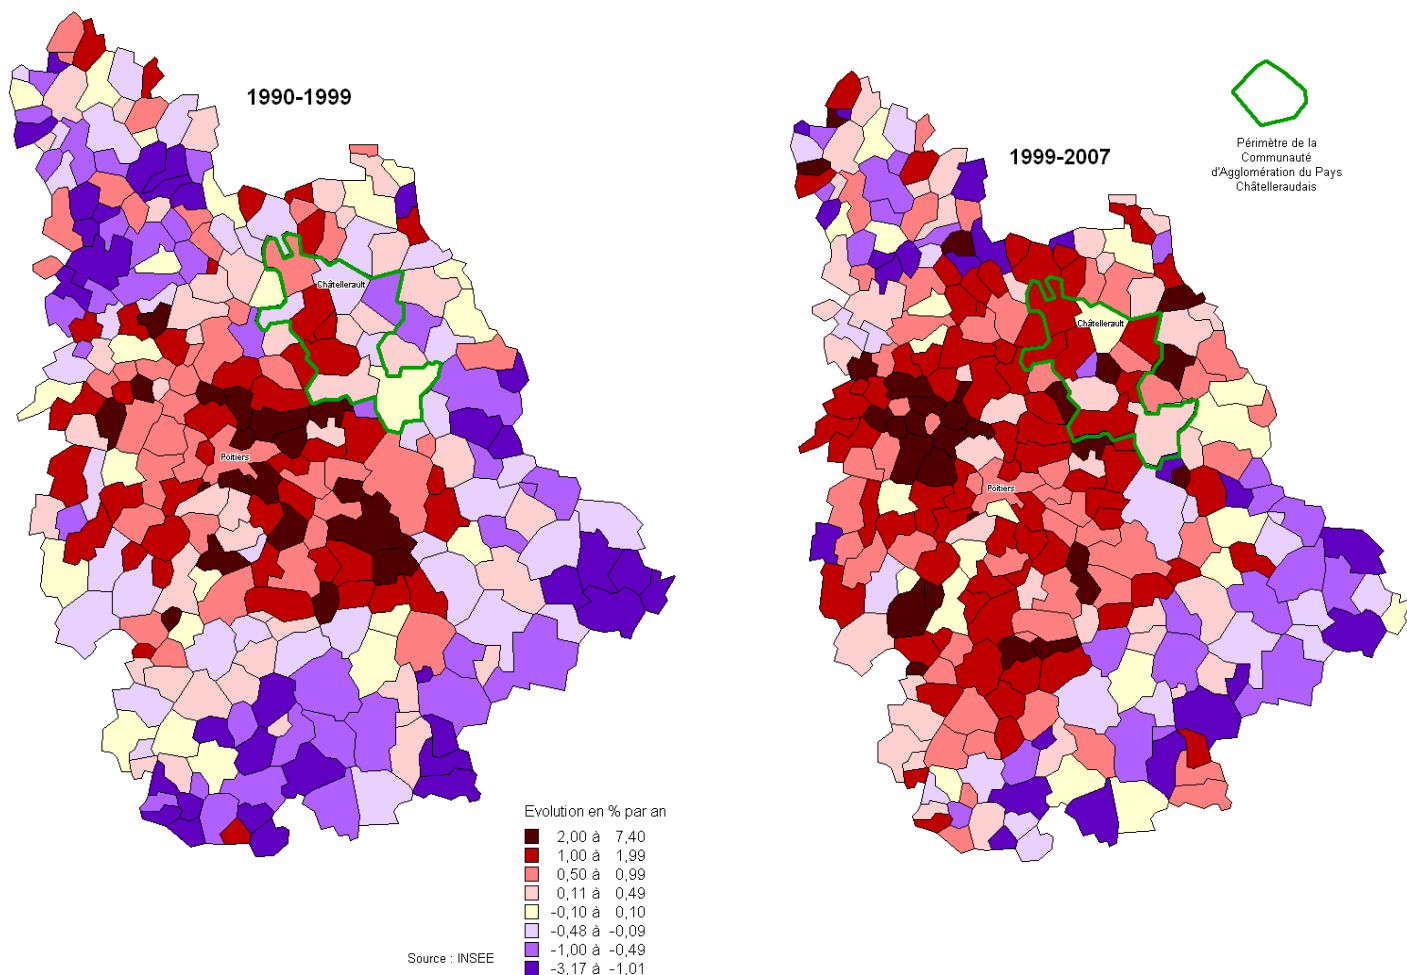 1990-1999
1999-2007
Périmètre de la
Communauté
d'Agglomération du Pays
Châtelleraudais
Châtellerault
Châtellerault
Poitiers
Poitiers
Evolution en % par an
2,00 à 7,40
1,00 à 1,99
0,50 à 0,99
0,11 à 0,49
-0,10 à 0,10
-0,48 à -0,09
-1,00 à -0,49
-3,17 à -1,01
Source : INSEE